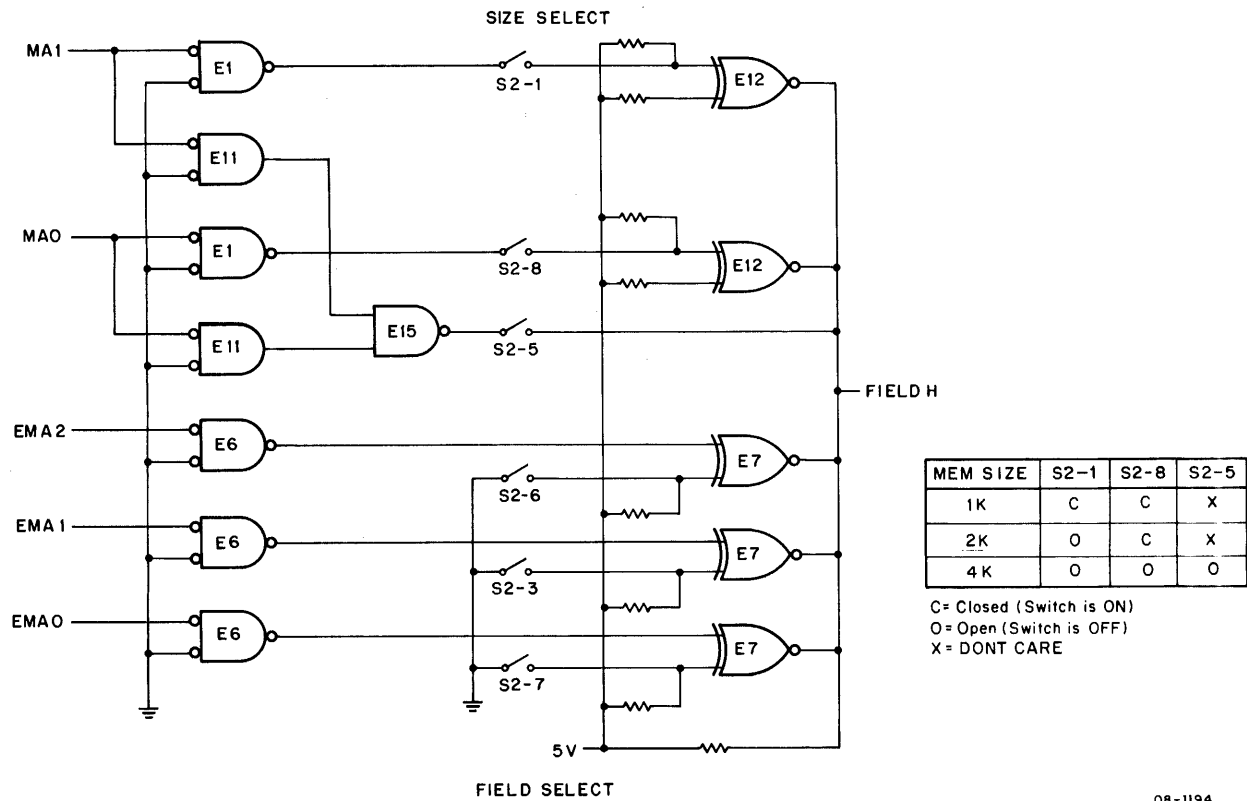 SIZE SELECT
MA1
E1
S2-1
E12
E11
MA0
E1
S2-8
E12
E11
E15
S2-5
FIELD H
EMA2
E6
S2-6
E7
EMA1
E6
S2-3
E7
EMA0
E6
S2-7
E7
5V
FIELD SELECT
MEM SIZE S2-1 S2-8 S2-5
1K C C X
2K O C X
4K O O O
C= Closed (Switch is ON)
O= Open (Switch is OFF)
X= DONT CARE
08-1194